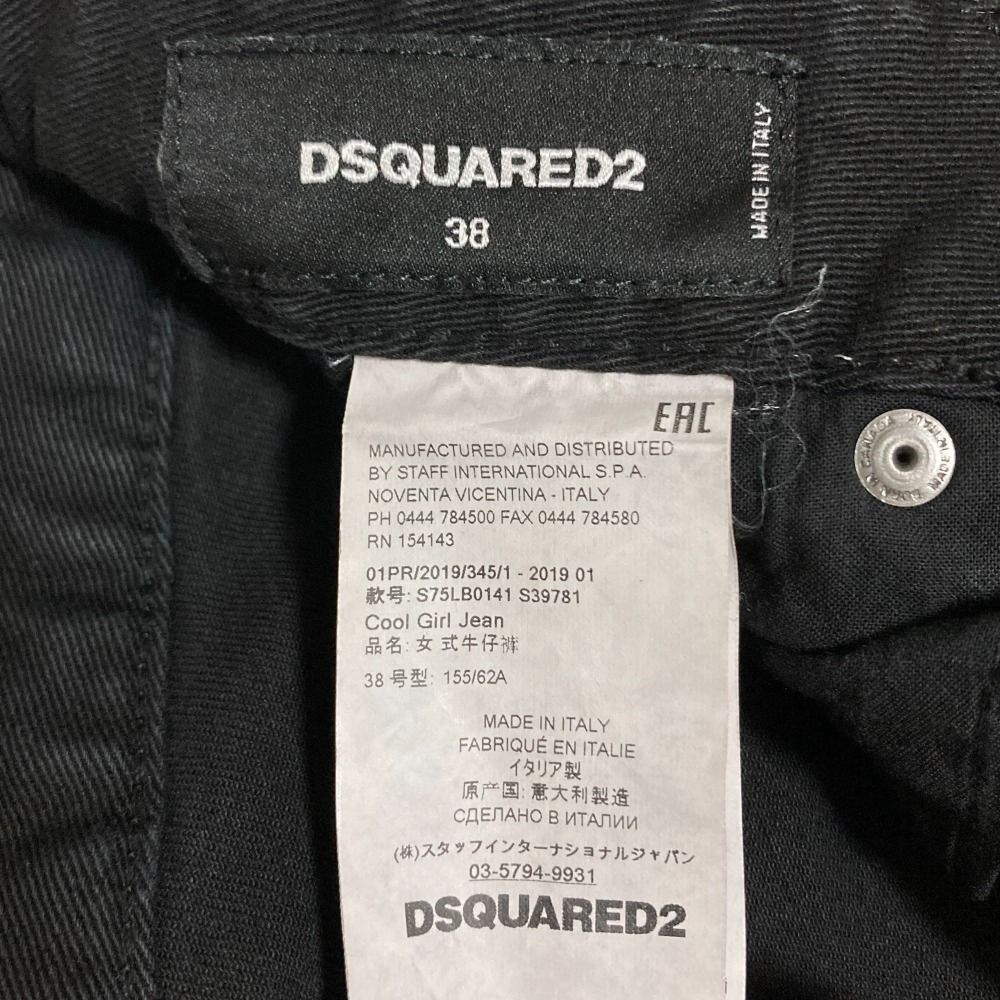 DSQUARED2
38
MADE IN ITALY
EAC
MANUFACTURED AND DISTRIBUTED
BY STAFF INTERNATIONAL S.P.A.
NOVENTA VICENTINA - ITALY
PH 0444 784500 FAX 0444 784580
RN 154143
01PR/2019/345/1 - 2019 01
款号: S75LB0141 S39781
Cool Girl Jean
品名: 女 式牛仔裤
38 号型: 155/62A
MADE IN ITALY
FABRIQUÉ EN ITALIE
イタリア製
原产国: 意大利製造
СДЕЛАНО В ИТАЛИИ
(株)スタッフインターナショナルジャパン
03-5794-9931
DSQUARED2